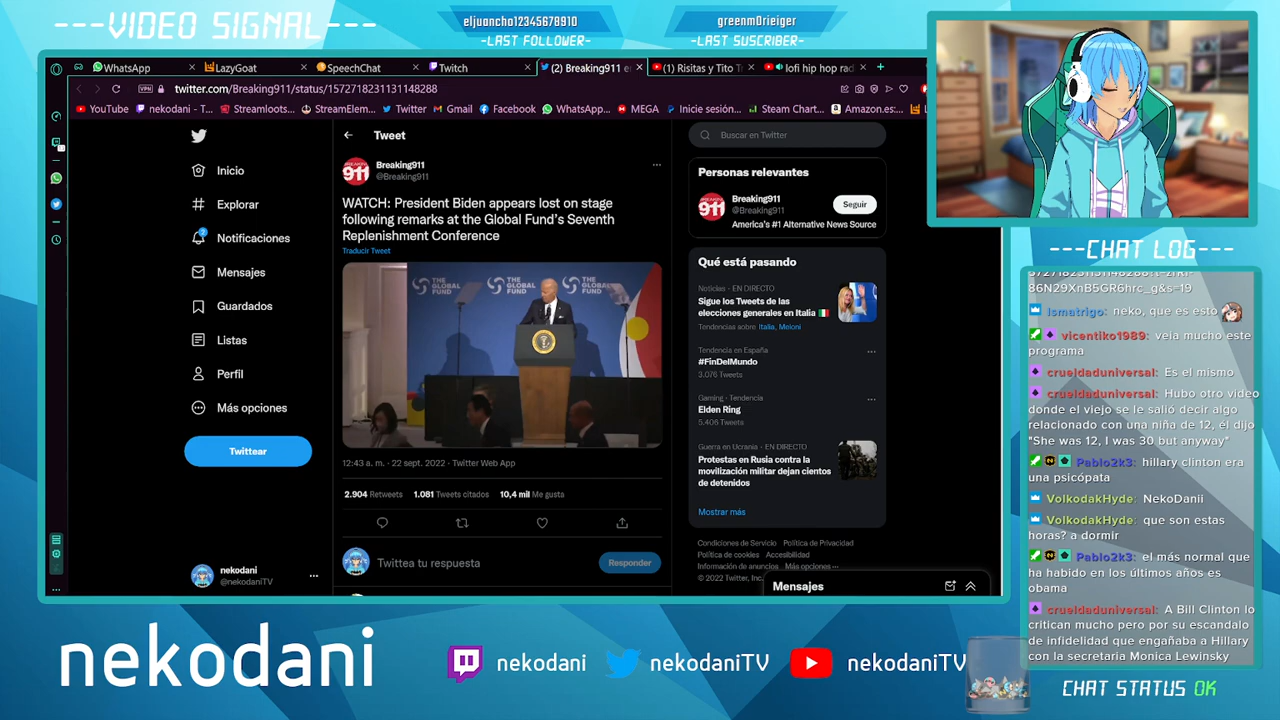 ---VIDEO SIGNAL---
eljuancho12345678910
-LAST FOLLOWER-
greenm0rieiger
-LAST SUSCRIBER-
WhatsApp
LazyGoat
SpeechChat
Twitch
(2) Breaking911 e
(1) Risitas y Tito T
lofi hip hop rad
VPN
twitter.com/Breaking911/status/1572718231131148288
YouTube
nekodani - T...
Streamloots...
StreamElem...
Twitter
Gmail
Facebook
WhatsApp...
MEGA
Inicie sesión...
Steam Chart...
Amazon.es:...
Inicio
Explorar
2
Notificaciones
Mensajes
Guardados
Listas
Perfil
Más opciones
Twittear
nekodani
@nekodaniTV
Tweet
BREAKING
911
Breaking911
@Breaking911
WATCH: President Biden appears lost on stage
following remarks at the Global Fund's Seventh
Replenishment Conference
Traducir Tweet
THE
GLOBAL
FUND
THE
GLOBAL
FUND
12:43 a. m. · 22 sept. 2022 · Twitter Web App
2.904 Retweets
1.081 Tweets citados
10,4 mil Me gusta
Twittea tu respuesta
Responder
Buscar en Twitter
Personas relevantes
911
Breaking911
@Breaking911
Seguir
America's #1 Alternative News Source
Qué está pasando
Noticias · EN DIRECTO
Sigue los Tweets de las
elecciones generales en Italia
Tendencias sobre Italia, Meloni
Tendencia en España
#FinDelMundo
3.076 Tweets
Gaming · Tendencia
Elden Ring
5.406 Tweets
Guerra en Ucrania · EN DIRECTO
Protestas en Rusia contra la
movilización militar dejan cientos
de detenidos
Mostrar más
Condiciones de Servicio Política de Privacidad
Política de cookies Accesibilidad
Información de anuncios Más opciones ···
© 2022 Twitter, Inc.
Mensajes
---CHAT LOG---
86N29XnB5GR6hrc_g&s=19
Ismatrigo: neko, que es esto
vicentiko1989: veia mucho este
programa
crueldaduniversal: Es el mismo
crueldaduniversal: Hubo otro video
donde el viejo se le salió decir algo
relacionado con una niña de 12, el dijo
"She was 12, I was 30 but anyway"
Pablo2k3: hillary clinton era
una psicópata
VolkodakHyde: NekoDanii
VolkodakHyde: que son estas
horas? a dormir
Pablo2k3: el más normal que
ha habido en los últimos años es
obama
crueldaduniversal: A Bill Clinton lo
critican mucho pero por su escandalo
de infidelidad que engañaba a Hillary
con la secretaria Monica Lewinsky
CHAT STATUS OK
nekodani
nekodani
nekodaniTV
nekodaniTV